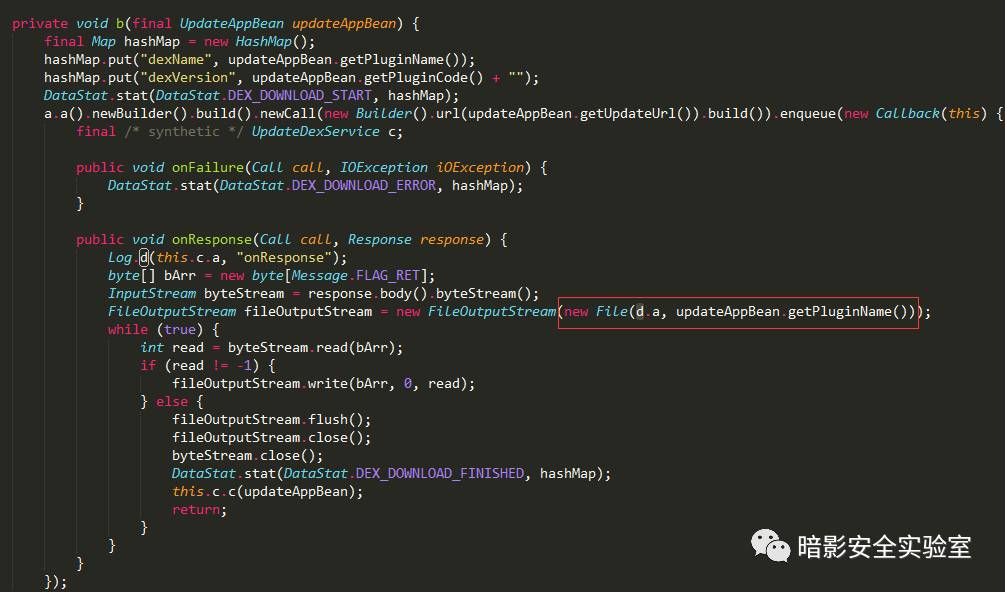 private void b(final UpdateAppBean updateAppBean) {
    final Map hashMap = new HashMap();
    hashMap.put("dexName", updateAppBean.getPluginName());
    hashMap.put("dexVersion", updateAppBean.getPluginCode() + "");
    DataStat.stat(DataStat.DEX_DOWNLOAD_START, hashMap);
    a.a().newBuilder().build().newCall(new Builder().url(updateAppBean.getUpdateUrl()).build()).enqueue(new Callback(this) {
        final /* synthetic */ UpdateDexService c;

        public void onFailure(Call call, IOException iOException) {
            DataStat.stat(DataStat.DEX_DOWNLOAD_ERROR, hashMap);
        }

        public void onResponse(Call call, Response response) {
            Log.d(this.c.a, "onResponse");
            byte[] bArr = new byte[Message.FLAG_RET];
            InputStream byteStream = response.body().byteStream();
            FileOutputStream fileOutputStream = new FileOutputStream(new File(d.a, updateAppBean.getPluginName()));
            while (true) {
                int read = byteStream.read(bArr);
                if (read != -1) {
                    fileOutputStream.write(bArr, 0, read);
                } else {
                    fileOutputStream.flush();
                    fileOutputStream.close();
                    byteStream.close();
                    DataStat.stat(DataStat.DEX_DOWNLOAD_FINISHED, hashMap);
                    this.c.c(updateAppBean);
                    return;
                }
            }
        }
    });
暗影安全实验室